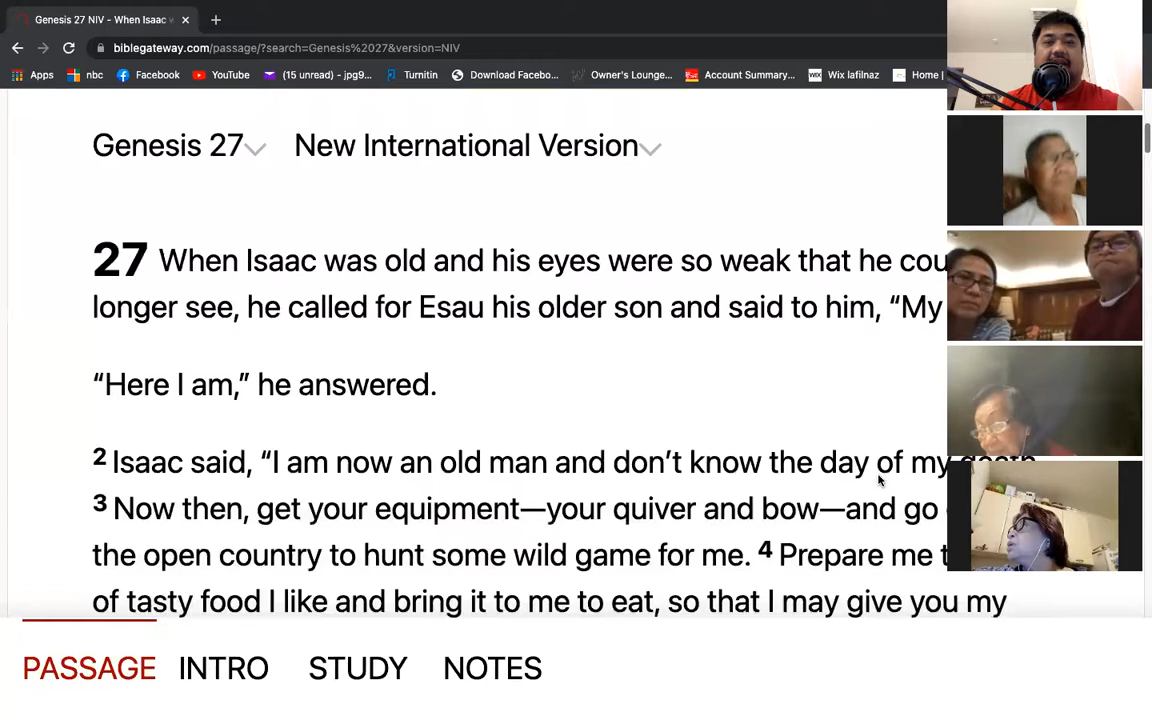 Genesis 27 NIV - When Isaac
biblegateway.com/passage/?search=Genesis%2027&version=NIV
Apps nbc Facebook YouTube (15 unread) - jpg9... Turnitin Download Facebo... Owner's Lounge... Account Summary... Wix lafilnaz Home |
Genesis 27 New International Version
27 When Isaac was old and his eyes were so weak that he cou
longer see, he called for Esau his older son and said to him, “My
“Here I am,” he answered.
2 Isaac said, “I am now an old man and don’t know the day of my
3 Now then, get your equipment—your quiver and bow—and go
the open country to hunt some wild game for me. 4 Prepare me t
of tasty food I like and bring it to me to eat, so that I may give you my
PASSAGE INTRO STUDY NOTES